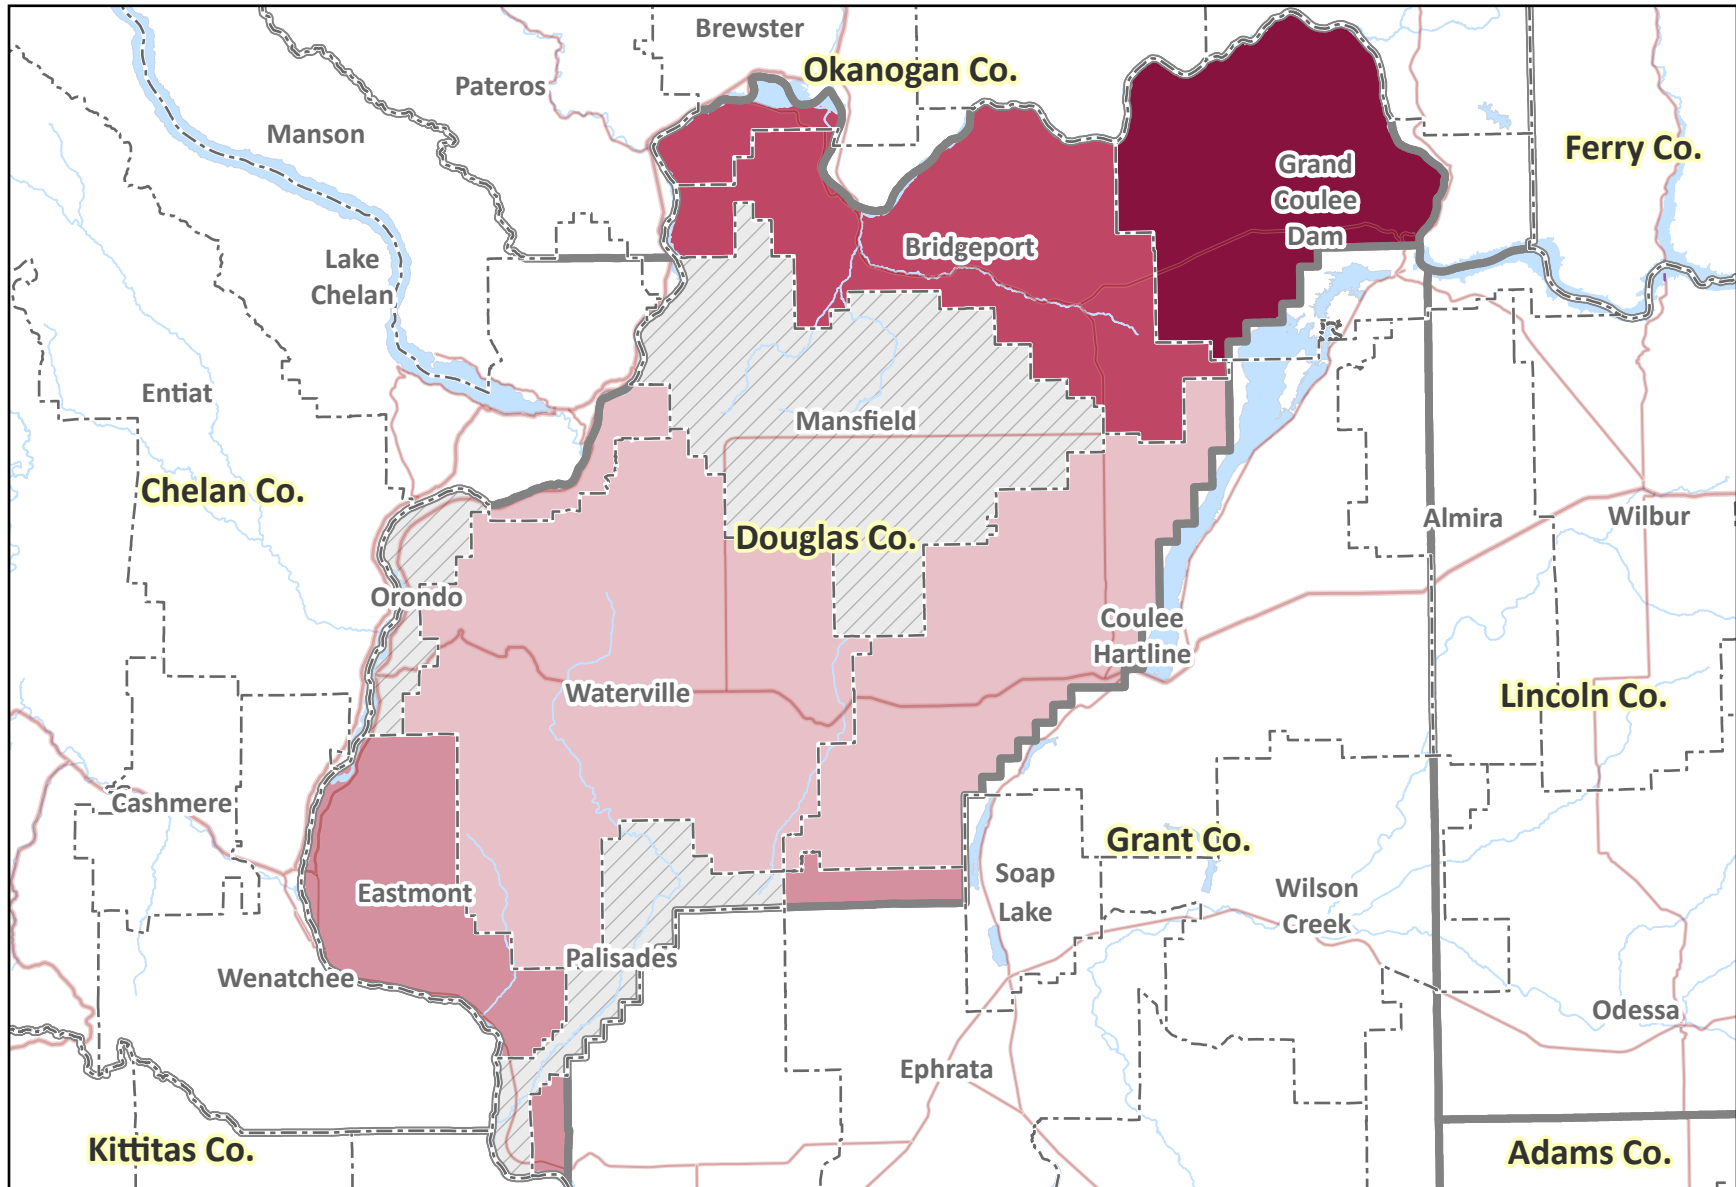 Brewster
Okanogan Co.
Pateros
Manson
Ferry Co.
Grand
Coulee
Dam
Bridgeport
Lake
Chelan
Entiat
Mansfield
Chelan Co.
Douglas Co.
Almira
Wilbur
Orondo
Coulee
Hartline
Waterville
Lincoln Co.
Cashmere
Grant Co.
Eastmont
Soap
Lake
Wilson
Creek
Palisades
Wenatchee
Odessa
Ephrata
Kittitas Co.
Adams Co.